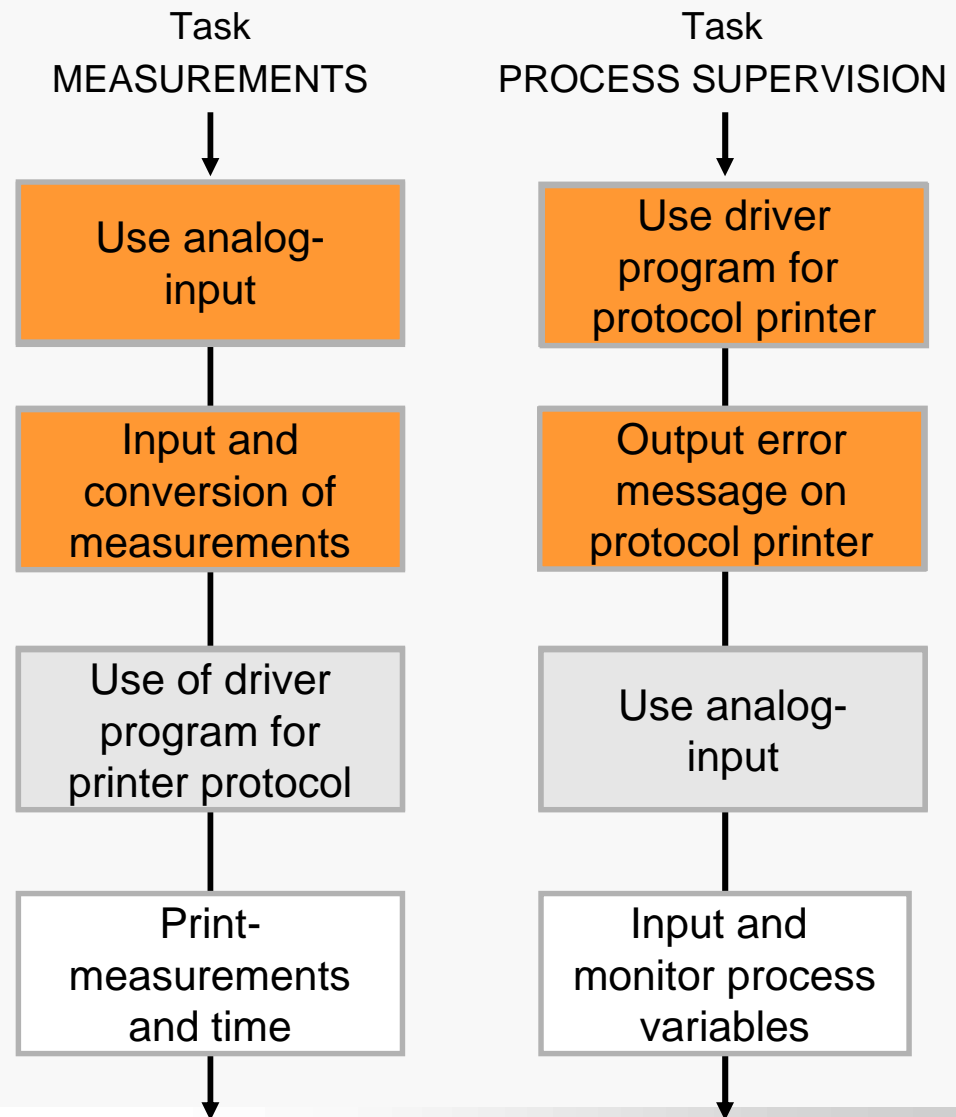 Task
MEASUREMENTS
Use analog-
input
Input and
conversion of
measurements
Use of driver
program for
printer protocol
Print-
measurements
and time
Task
PROCESS SUPERVISION
Use driver
program for
protocol printer
Output error
message on
protocol printer
Use analog-
input
Input and
monitor process
variables